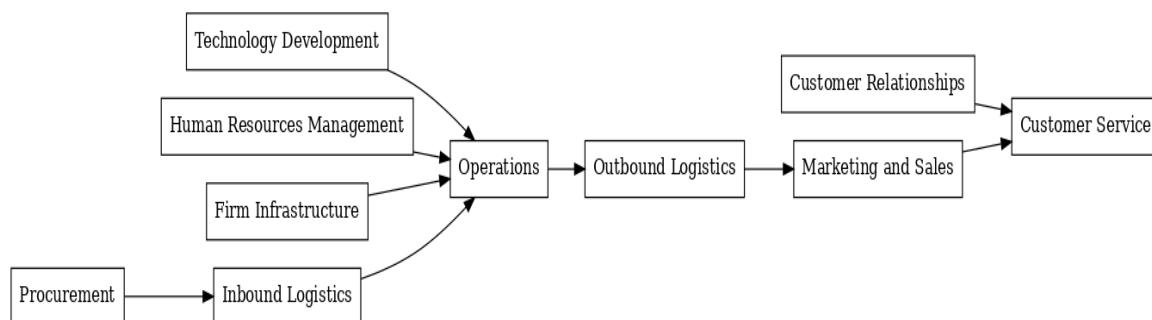 Technology Development
Customer Relationships
Human Resources Management
Customer Service
Operations
Outbound Logistics
Marketing and Sales
Firm Infrastructure
Procurement
Inbound Logistics